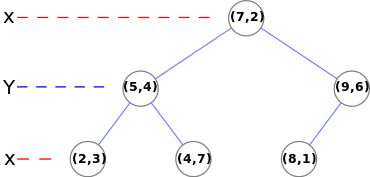 X (7,2)
Y (5,4) (9,6)
x (2,3) (4,7) (8,1)